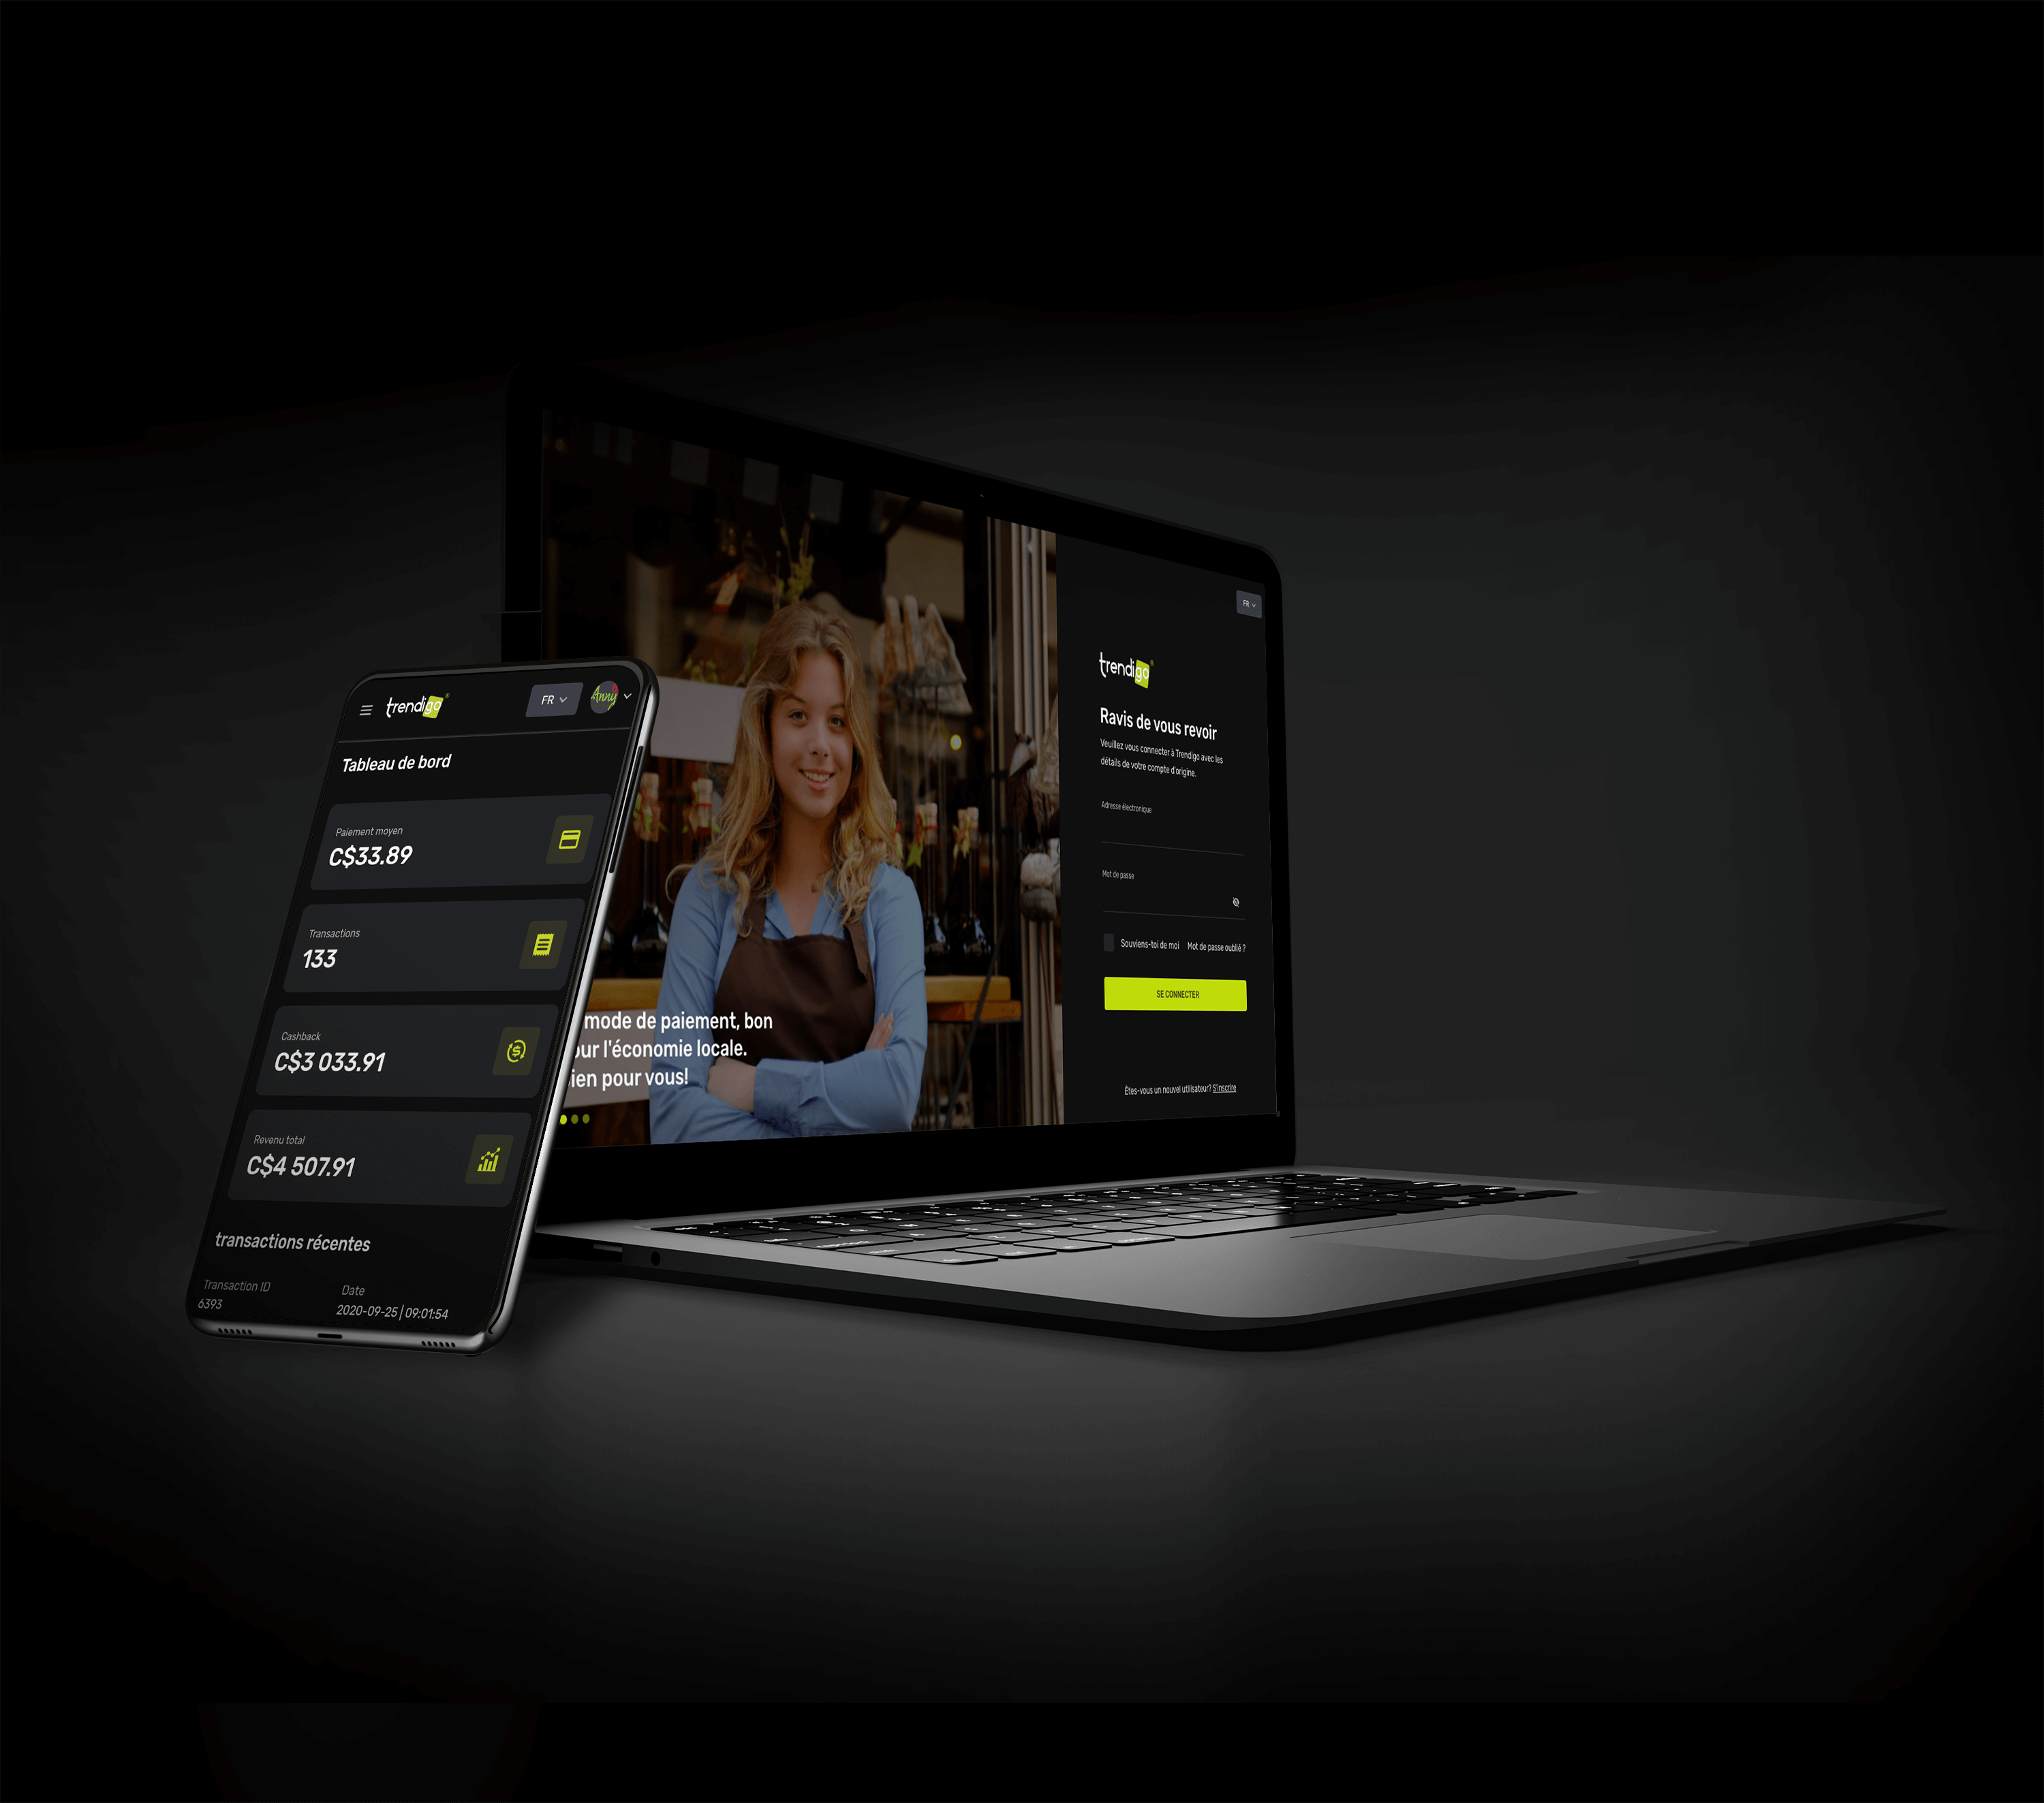 trendigo®
FR
Anny
Tableau de bord
Paiement moyen
C$33.89
Transactions
133
Cashback
C$3 033.91
Revenu total
C$4 507.91
transactions récentes
Transaction ID
Date
6393
2020-09-25 | 09:01:54
mode de paiement, bon
our l'économie locale.
ien pour vous!
FR
trendigo®
Ravis de vous revoir
Veuillez vous connecter à Trendigo avec les
détails de votre compte d'origine.
Adresse électronique
Mot de passe
Souviens-toi de moi Mot de passe oublié ?
SE CONNECTER
Êtes-vous un nouvel utilisateur? S'inscrire